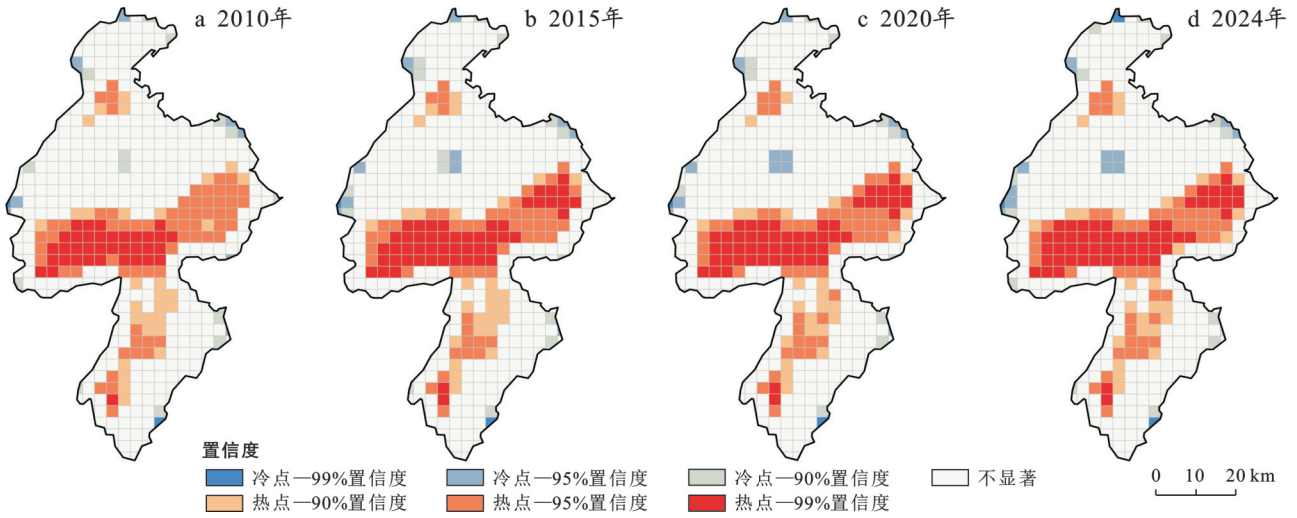 a 2010年
b 2015年
c 2020年
d 2024年
置信度
冷点—99%置信度
冷点—95%置信度
冷点—90%置信度
不显著
热点—90%置信度
热点—95%置信度
热点—99%置信度
0 10 20 km